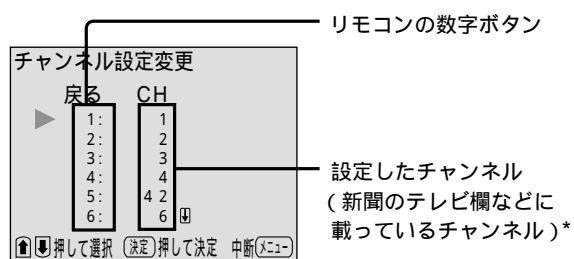 リモコンの数字ボタン
チャンネル設定変更
戻る CH
1: 1
2: 2
3: 3
4: 4
5: 4 2
6: 6
押して選択 (決定)押して決定 中断(メニュー)
設定したチャンネル
(新聞のテレビ欄などに
載っているチャンネル)*